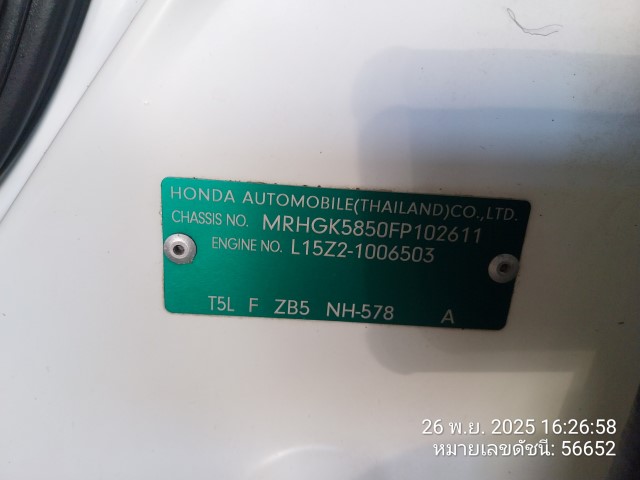 HONDA AUTOMOBILE(THAILAND)CO.,LTD.
CHASSIS NO. MRHGK5850FP102611
ENGINE NO. L15Z2-1006503
T5L F ZB5 NH-578 A
26 พ.ย. 2025 16:26:58
หมายเลขดัชนี: 56652